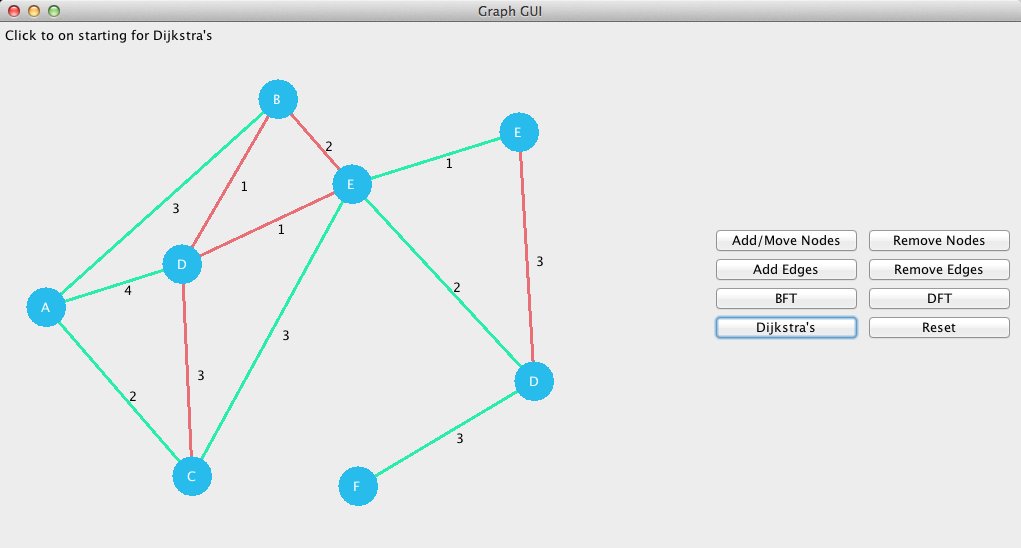 Graph GUI
Click to on starting for Dijkstra's
B
E
2
1
E
1
3
1
D
4
A
3
2
3
2
3
D
3
C
F
Add/Move Nodes Remove Nodes
Add Edges Remove Edges
BFT DFT
Dijkstra's Reset